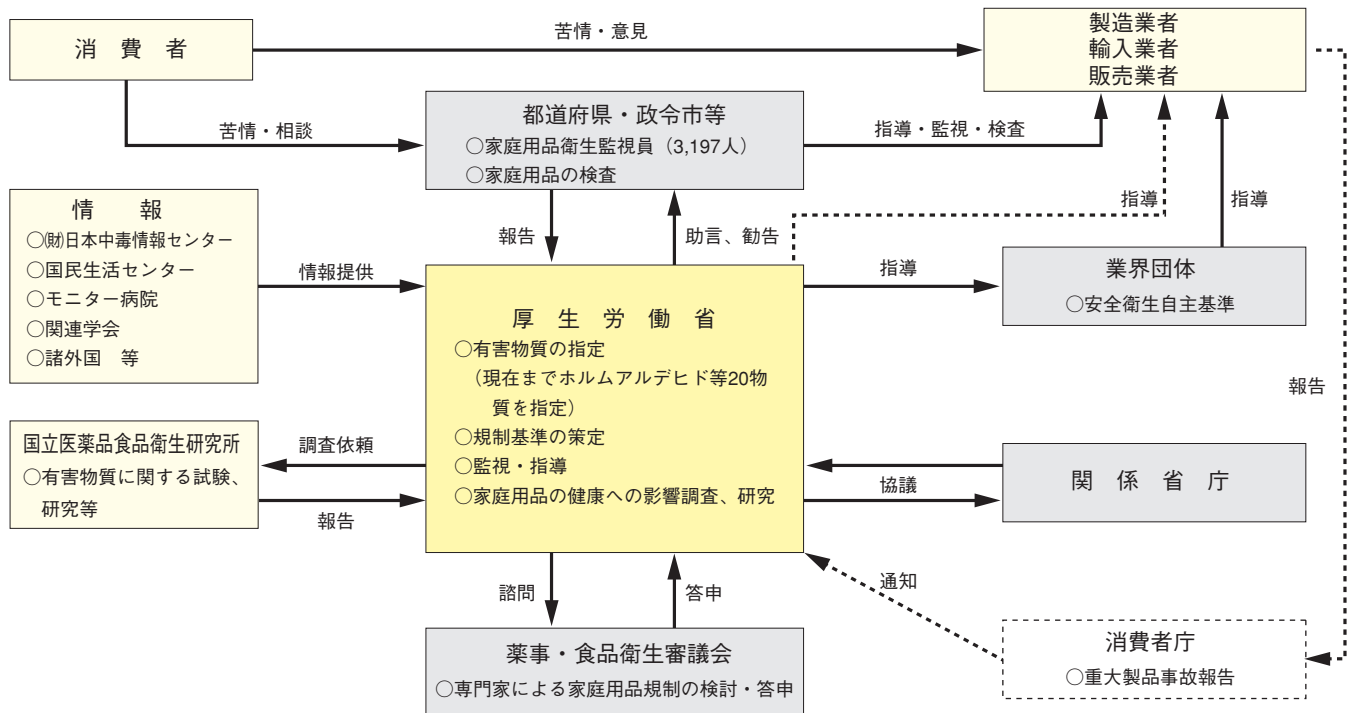 消　費　者
苦情・意見
製造業者
輸入業者
販売業者
苦情・相談
都道府県・政令市等
○家庭用品衛生監視員（3,197人）
○家庭用品の検査
指導・監視・検査
情　報
○㈶日本中毒情報センター
○国民生活センター
○モニター病院
○関連学会
○諸外国　等
情報提供
報告
助言、勧告
指導
指導
指導
業界団体
○安全衛生自主基準
厚　生　労　働　省
○有害物質の指定
（現在までホルムアルデヒド等20物
質を指定）
○規制基準の策定
○監視・指導
○家庭用品の健康への影響調査、研究
報告
国立医薬品食品衛生研究所
○有害物質に関する試験、
研究等
調査依頼
報告
協議
関　係　省　庁
諮問
答申
通知
薬事・食品衛生審議会
○専門家による家庭用品規制の検討・答申
消費者庁
○重大製品事故報告